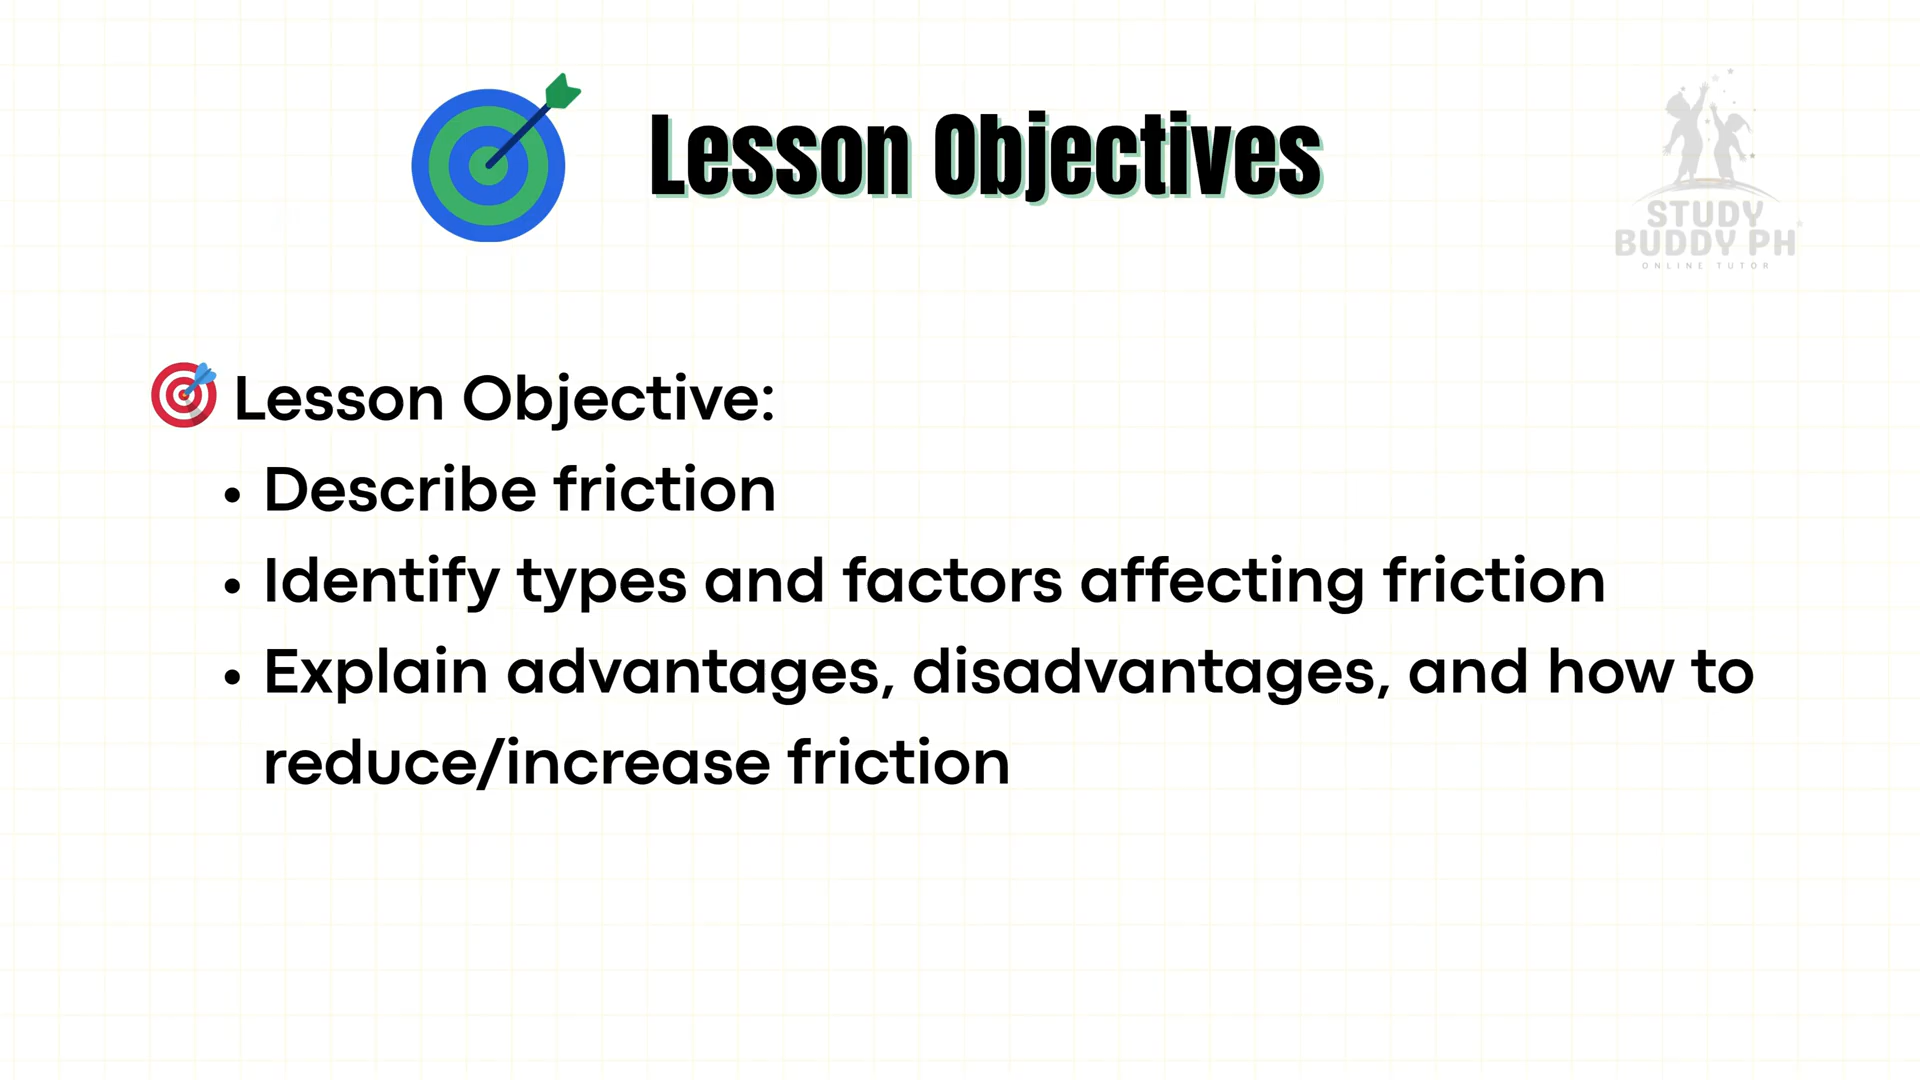 Lesson Objectives
STUDY
BUDDY PH
ONLINE TUTOR
Lesson Objective:
• Describe friction
• Identify types and factors affecting friction
• Explain advantages, disadvantages, and how to
reduce/increase friction